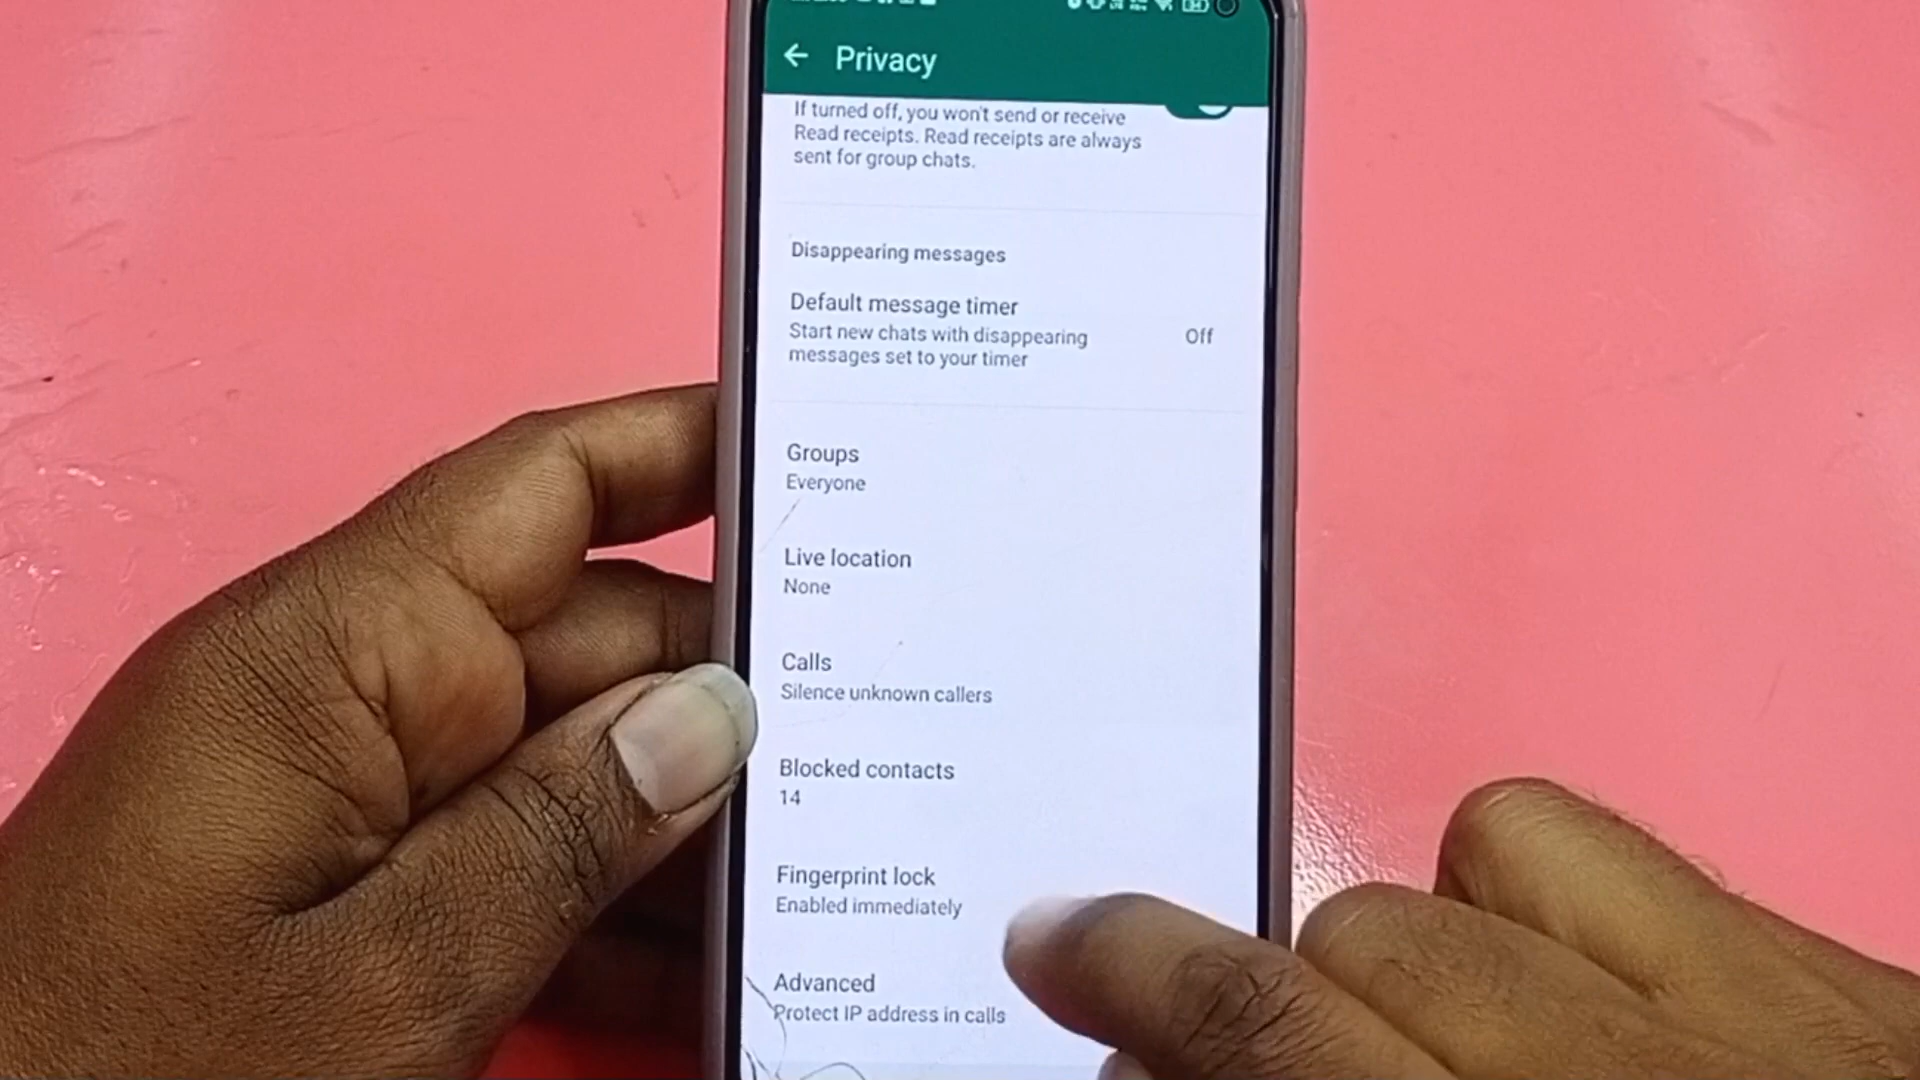 Privacy
If turned off, you won't send or receive
Read receipts. Read receipts are always
sent for group chats.
Disappearing messages
Default message timer
Start new chats with disappearing
messages set to your timer
Off
Groups
Everyone
Live location
None
Calls
Silence unknown callers
Blocked contacts
14
Fingerprint lock
Enabled immediately
Advanced
Protect IP address in calls